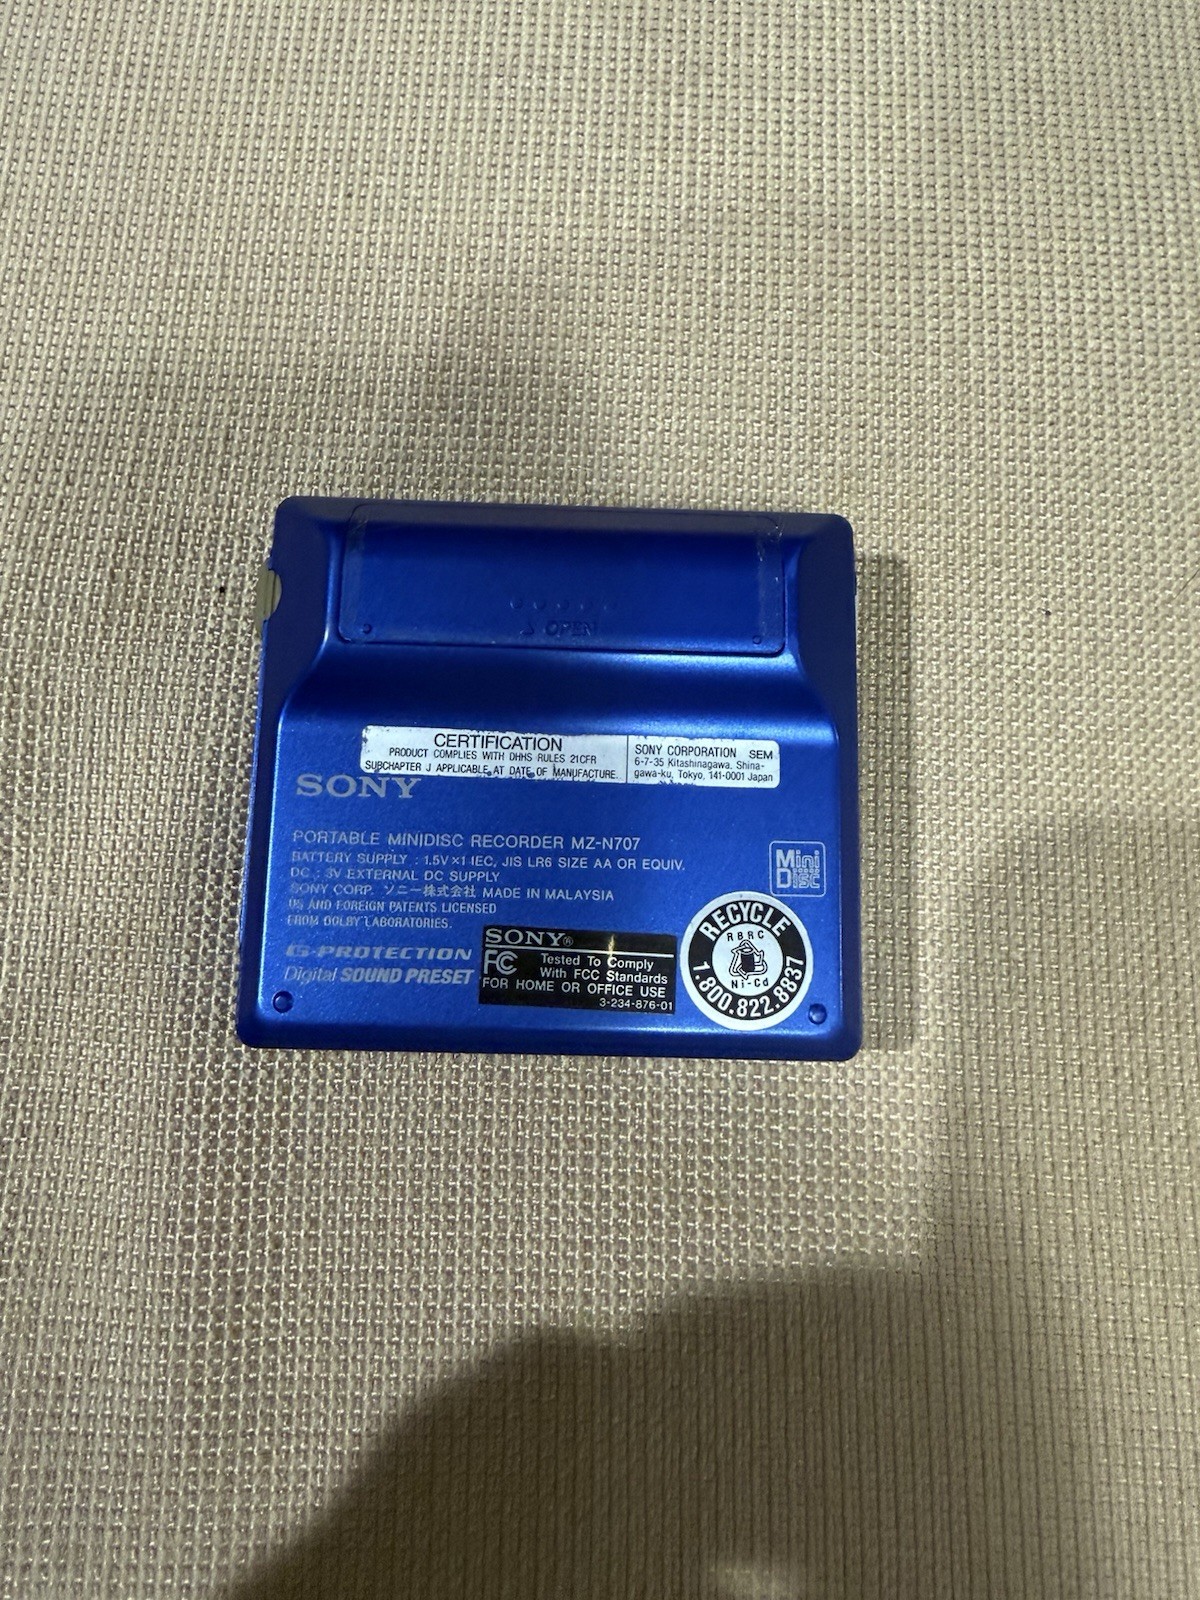 OPEN
CERTIFICATION
PRODUCT COMPLIES WITH DHHS RULES 21CFR
SUBCHAPTER J APPLICABLE AT DATE OF MANUFACTURE.
SONY CORPORATION SEM
6-7-35 Kitashinagawa. Shina-
gawa-ku, Tokyo, 141-0001 Japan
SONY
PORTABLE MINIDISC RECORDER MZ-N707
BATTERY SUPPLY : 1.5V×1 IEC, JIS LR6 SIZE AA OR EQUIV.
DC : 3V EXTERNAL DC SUPPLY
SONY CORP. ソニー株式会社 MADE IN MALAYSIA
US AND FOREIGN PATENTS LICENSED
FROM DOLBY LABORATORIES.
G-PROTECTION
Digital SOUND PRESET
Mini
Disc
SONY®
FC
Tested To Comply
With FCC Standards
FOR HOME OR OFFICE USE
3-234-876-01
RECYCLE
RBRC
Ni-Cd
1.800.822.8837